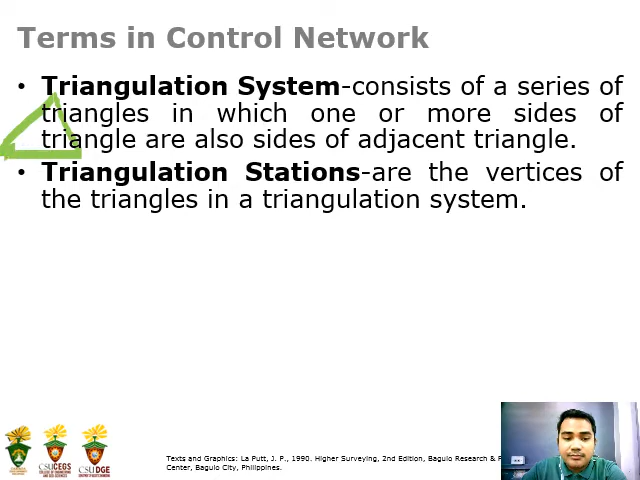 Terms in Control Network
• Triangulation System-consists of a series of
triangles in which one or more sides of
triangle are also sides of adjacent triangle.
• Triangulation Stations-are the vertices of
the triangles in a triangulation system.
CSUCEGS
CSU DGE
Texts and Graphics: La Putt, J. P., 1990. Higher Surveying, 2nd Edition, Baguio Research &
Center, Baguio City, Philippines.